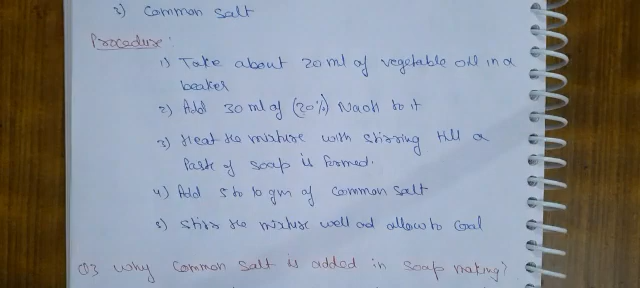 3) Common Salt
Procedure:
1) Take about 20 ml of vegetable oil in a
beaker
2) Add 30 ml of (20%) NaoH to it
3) Heat the mixture with stirring till a
Paste of soap is formed.
4) Add 5 to 10 gm of common salt
5) Stirr the mixture well ad allow to cool
Q3 Why Common Salt is added in soap making?